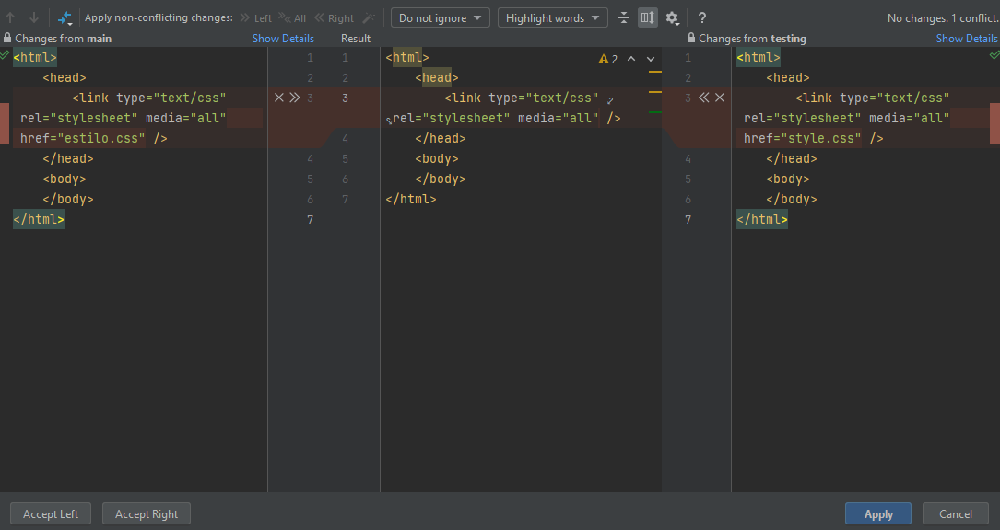 Apply non-conflicting changes: Left All Right Do not ignore Highlight words ? No changes. 1 conflict.
Changes from main Show Details Result Changes from testing Show Details
<html>
<head>
<link type="text/css"
rel="stylesheet" media="all"
href="estilo.css" />
</head>
<body>
</body>
</html>
1
2
3
4
5
6
7
1
2
3
4
5
6
7
<html>
<head>
<link type="text/css"
rel="stylesheet" media="all" />
</head>
<body>
</body>
</html>
2
1
2
3
4
5
6
7
<html>
<head>
<link type="text/css"
rel="stylesheet" media="all"
href="style.css" />
</head>
<body>
</body>
</html>
Accept Left Accept Right Apply Cancel